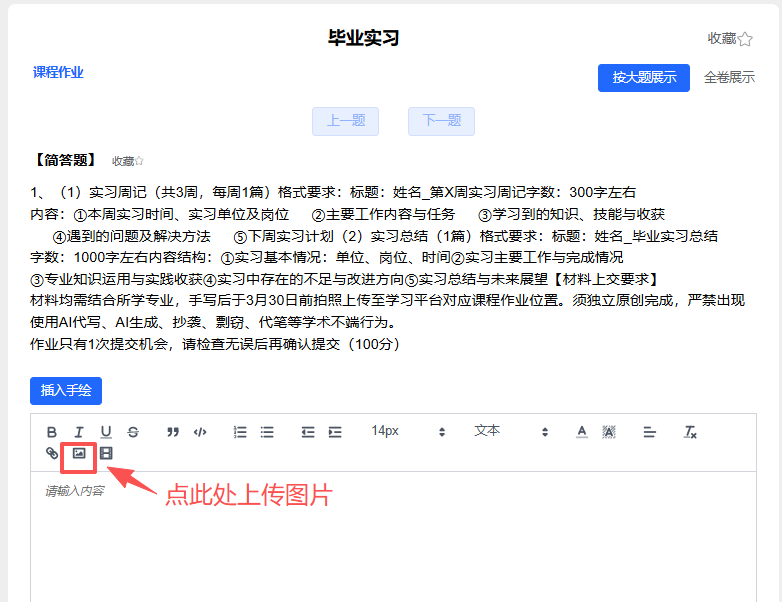 毕业实习
收藏
课程作业
按大题展示
全卷展示
上一题
下一题
【简答题】 收藏
1、（1）实习周记（共3周，每周1篇）格式要求：标题：姓名_第X周实习周记字数：300字左右
内容：①本周实习时间、实习单位及岗位 ②主要工作内容与任务 ③学习到的知识、技能与收获
④遇到的问题及解决方法 ⑤下周实习计划（2）实习总结（1篇）格式要求：标题：姓名_毕业实习总结
字数：1000字左右内容结构：①实习基本情况：单位、岗位、时间②实习主要工作与完成情况
③专业知识运用与实践收获④实习中存在的不足与改进方向⑤实习总结与未来展望【材料上交要求】
材料均需结合所学专业，手写后于3月30日前拍照上传至学习平台对应课程作业位置。须独立原创完成，严禁出现
使用AI代写、AI生成、抄袭、剽窃、代笔等学术不端行为。
作业只有1次提交机会，请检查无误后再确认提交（100分）
插入手绘
14px
文本
请输入内容
点此处上传图片